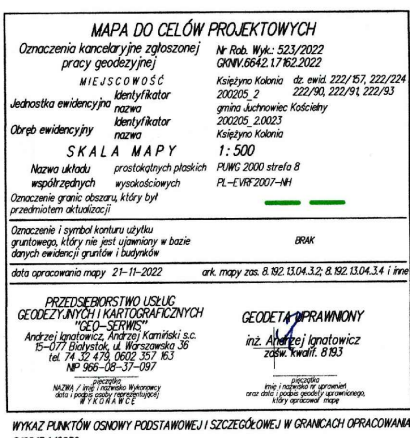 MAPA DO CELÓW PROJEKTOWYCH
Oznaczenia kancelaryjne zgłoszonej pracy geodezyjnej
Nr Rob. Wyk.: 523/2022
GKNIV.6642.1.7162.2022
MIEJSCOWOŚĆ Księżyno Kolonia dz. ewid. 222/157, 222/224
222/90, 222/91, 222/93
Jednostka ewidencyjna Identyfikator 200205_2
nazwa gmina Juchnowiec Kościelny
Obręb ewidencyjny Identyfikator 200205_2.0023
nazwa Księżyno Kolonia
SKALA MAPY 1: 500
Nazwa układu prostokątnych płaskich PUWG 2000 strefa 8
współrzędnych wysokościowych PL-EVRF2007-NH
Oznaczenie granic obszaru, który był
przedmiotem aktualizacji
Oznaczenie i symbol konturu użytku
gruntowego, który nie jest ujawniony w bazie BRAK
danych ewidencji gruntów i budynków
data opracowania mapy 21-11-2022 ark. mapy zas. 8.192.13.04.3.2; 8.192.13.04.3.4 i inne
PRZEDSIĘBIORSTWO USŁUG
GEODEZYJNYCH I KARTOGRAFICZNYCH
"GEO-SERWIS"
Andrzej Ignatowicz, Andrzej Kamiński s.c.
15-077 Białystok, ul. Warszawska 36
tel. 74 32 479, 0602 357 163
NIP 966-08-37-097
pieczątka
NAZWA / imię i nazwisko Wykonawcy
data i podpis osoby reprezentującej
WYKONAWCĘ
GEODETA UPRAWNIONY
inż. Andrzej Ignatowicz
zaśw. kwalif. 8193
pieczątka
imię i nazwisko nr uprawnień
oraz data i podpis geodety uprawnionego,
który opracował mapę
WYKAZ PUNKTÓW OSNOWY PODSTAWOWEJ I SZCZEGÓŁOWEJ W GRANICACH OPRACOWANIA